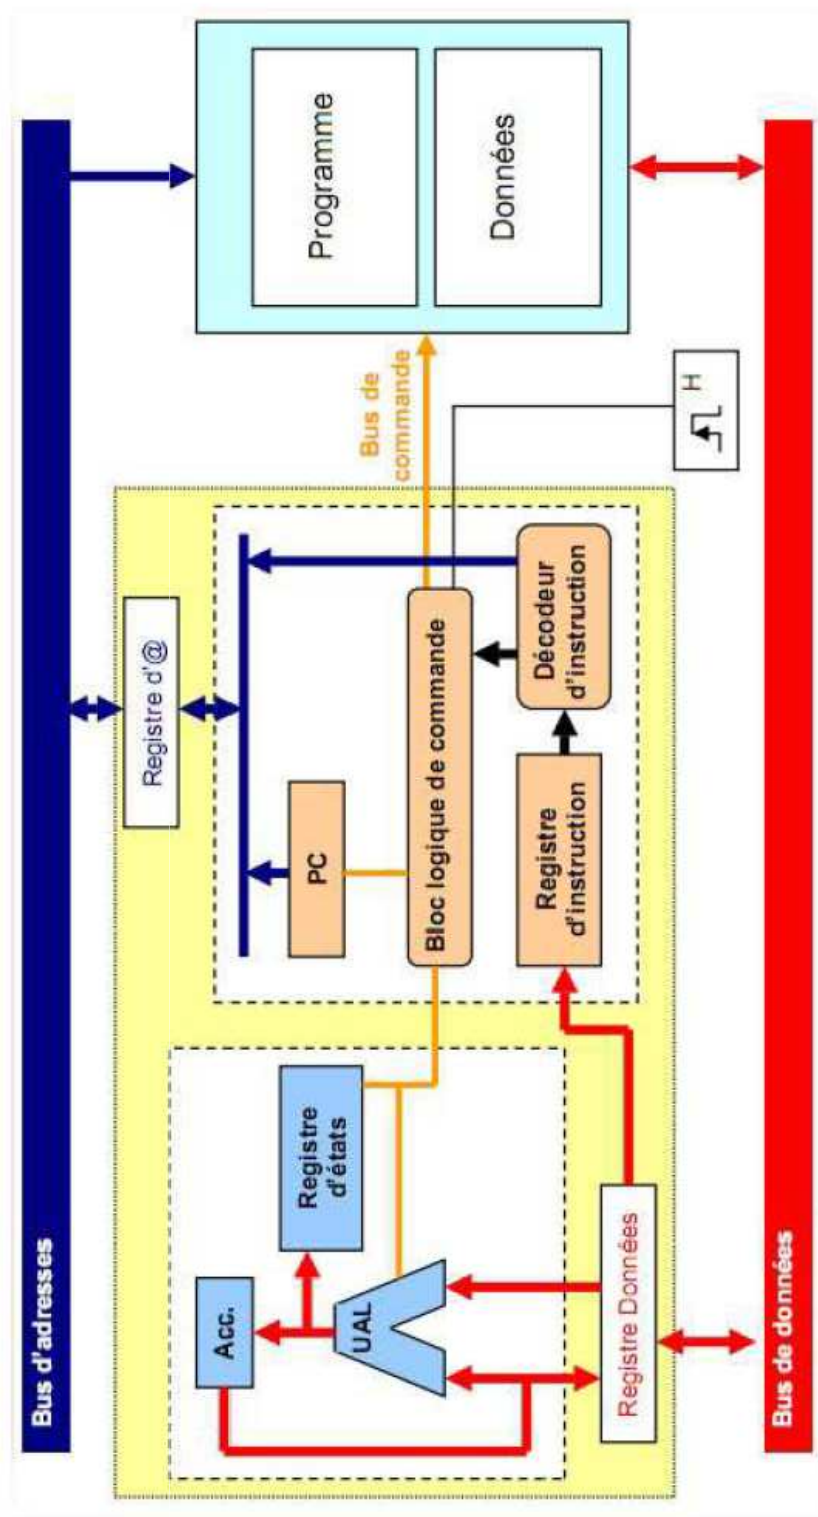 Bus d'adresses
Registre d'@
Acc.
UAL
Registre
d'états
PC
Bloc logique de commande
Registre
d'instruction
Décodeur
d'instruction
Bus de
commande
Programme
Données
H
Registre Données
Bus de données